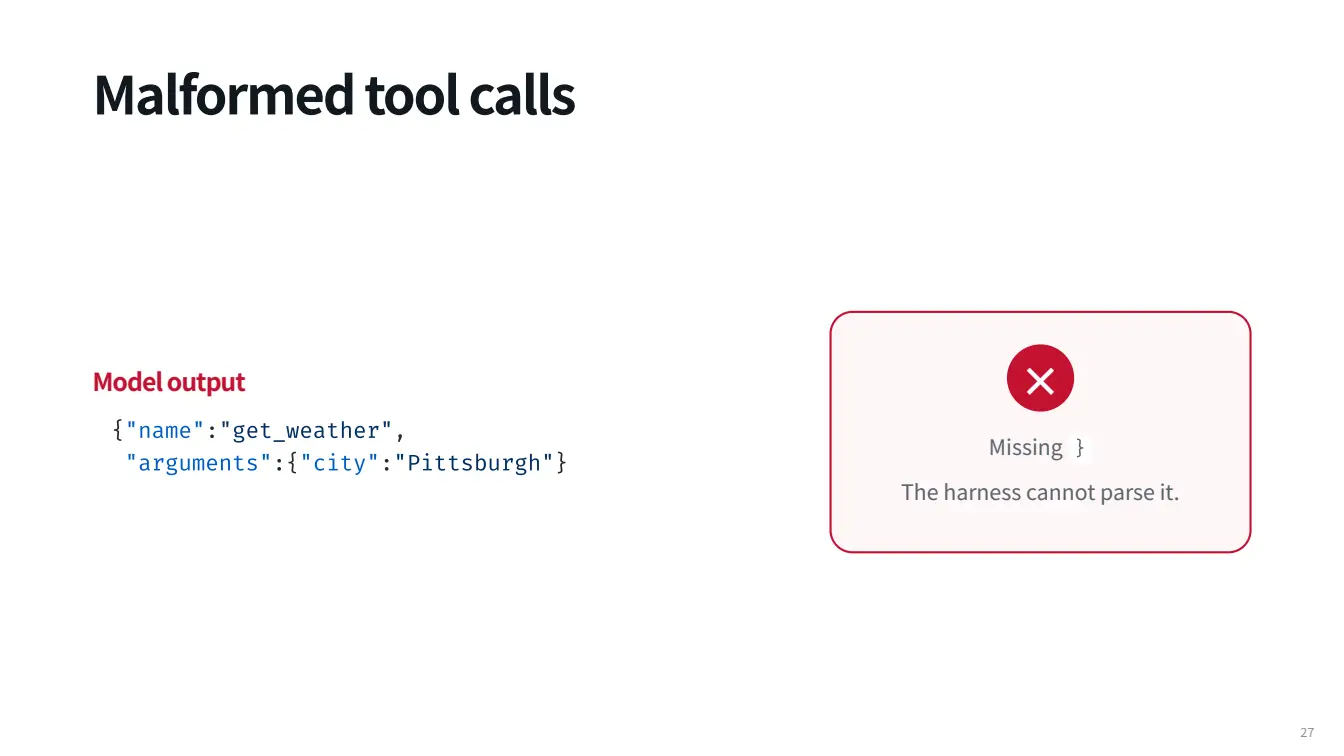 Malformed tool calls
Model output
{"name":"get_weather",
"arguments":{"city":"Pittsburgh"}
Missing }
The harness cannot parse it.
27